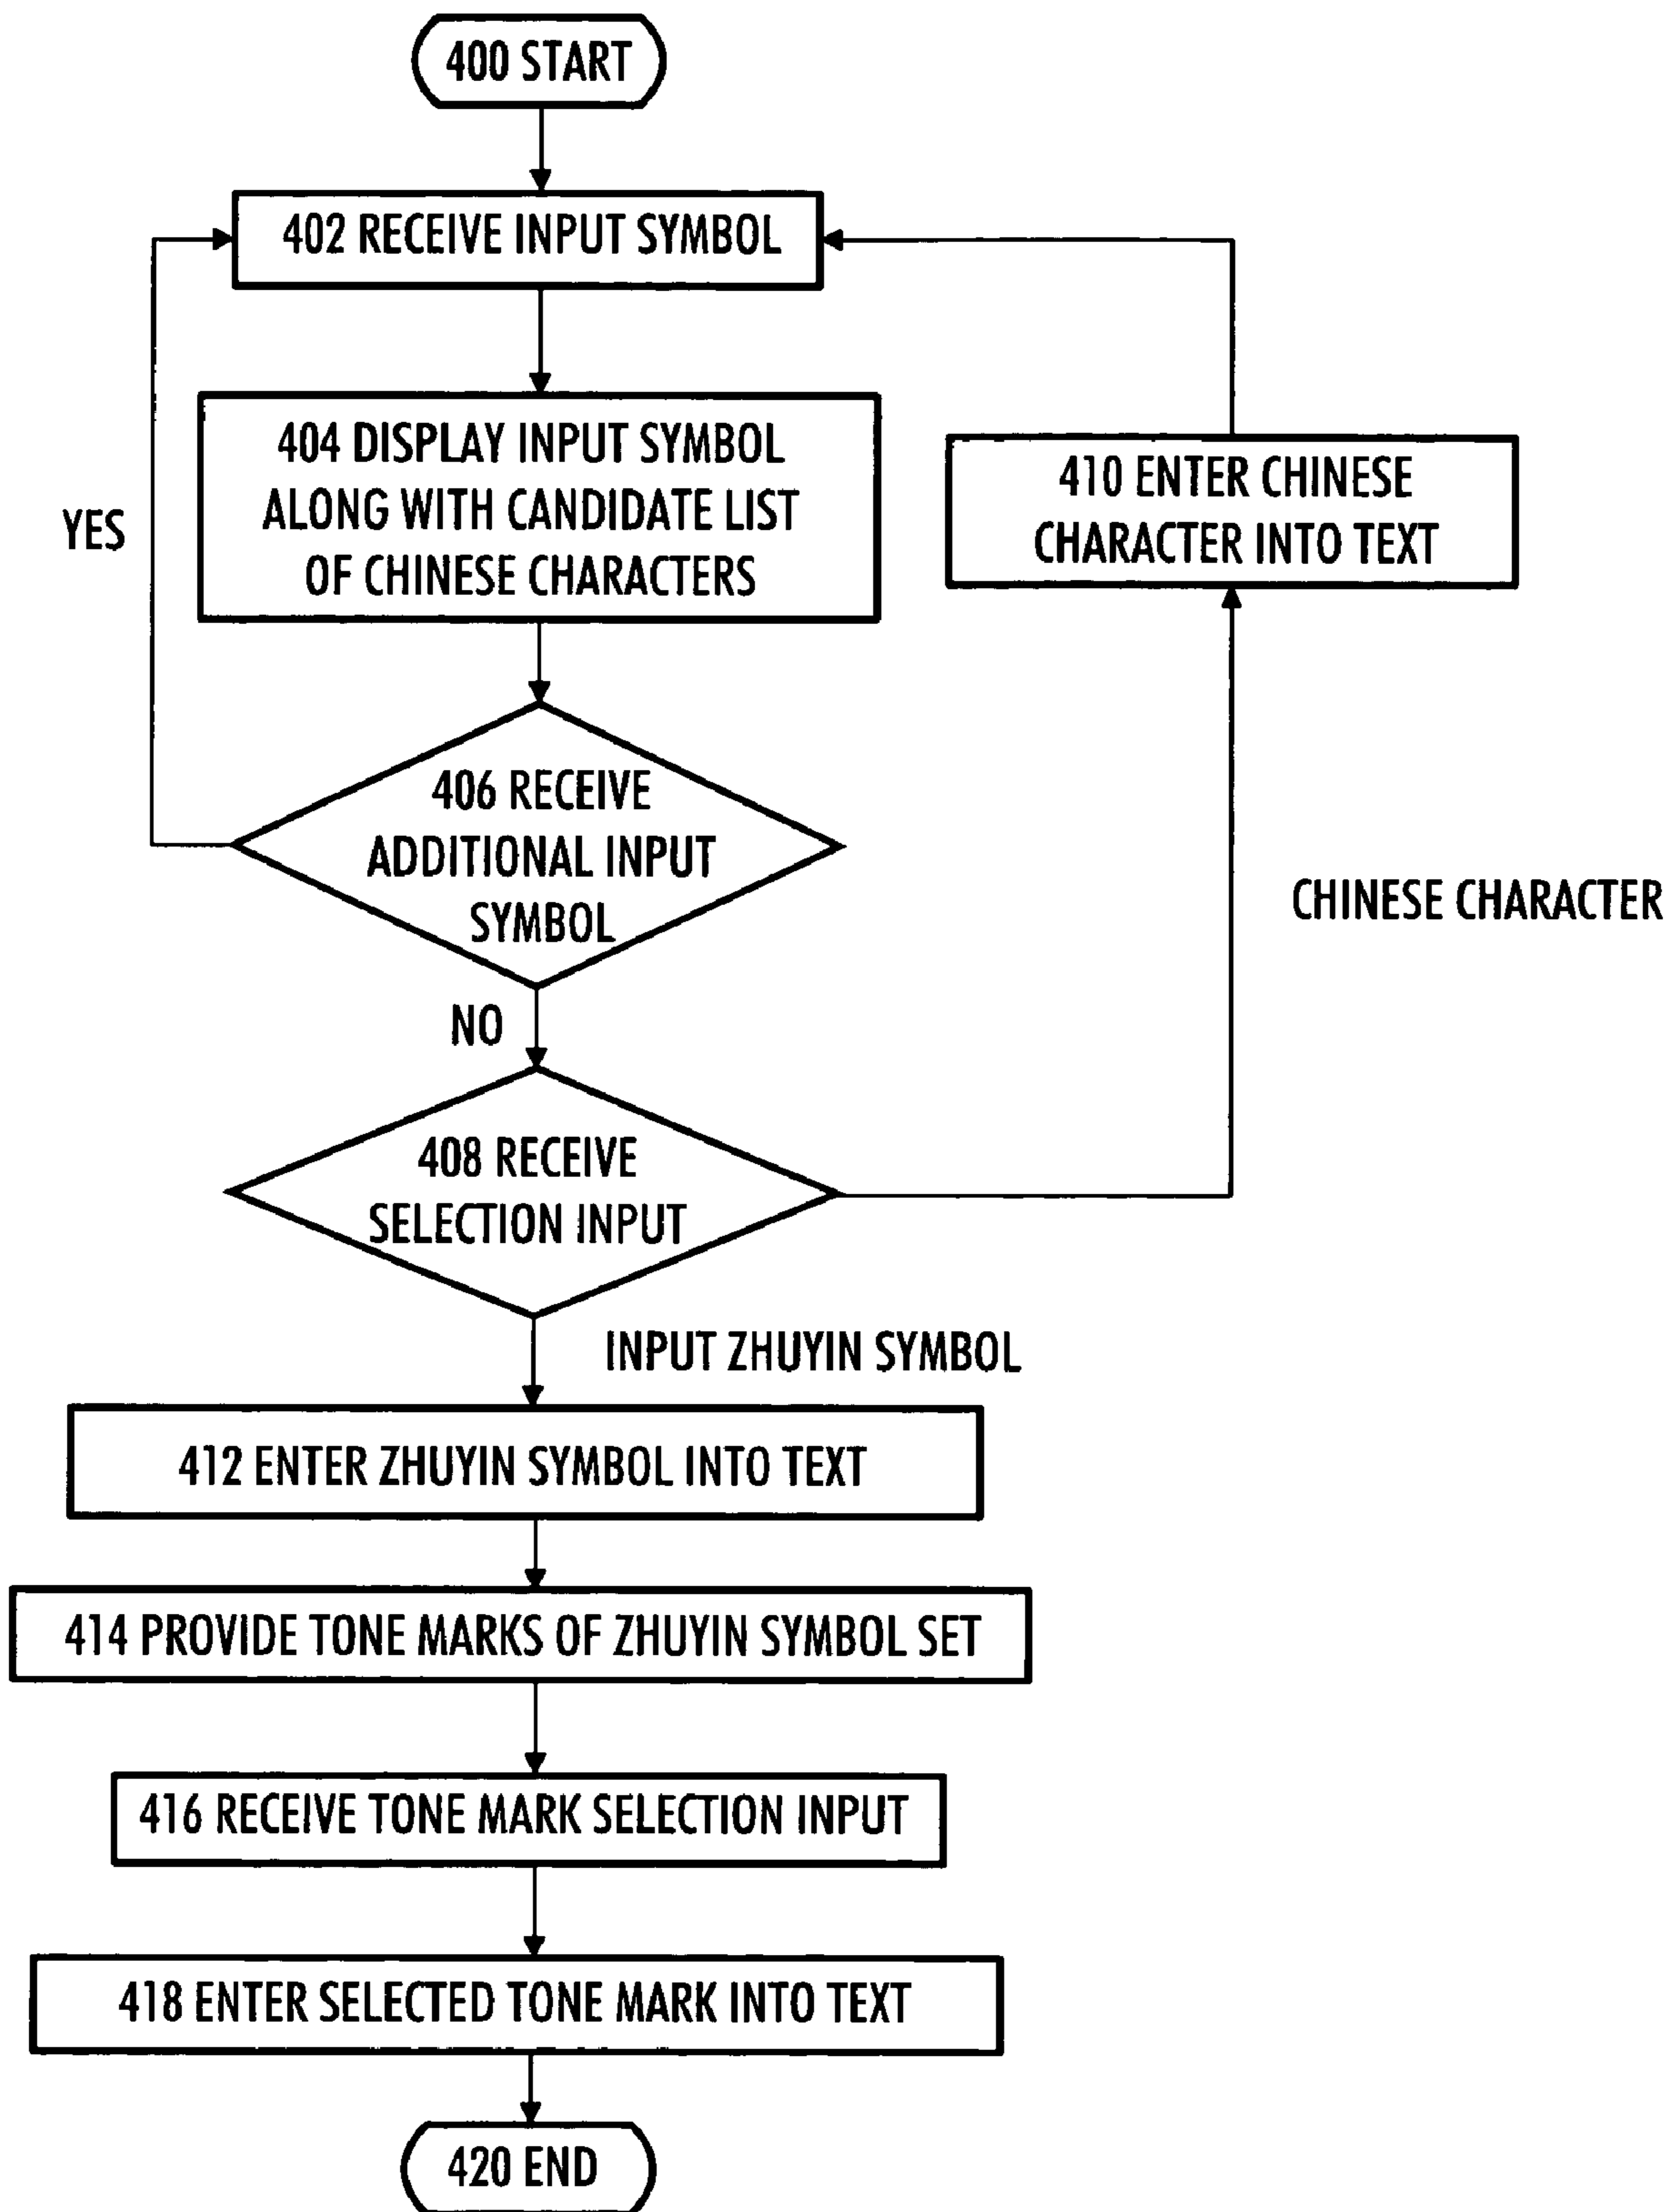 400 START
402 RECEIVE INPUT SYMBOL
404 DISPLAY INPUT SYMBOL
ALONG WITH CANDIDATE LIST
OF CHINESE CHARACTERS
410 ENTER CHINESE
CHARACTER INTO TEXT
YES
406 RECEIVE
ADDITIONAL INPUT
SYMBOL
CHINESE CHARACTER
NO
408 RECEIVE
SELECTION INPUT
INPUT ZHUYIN SYMBOL
412 ENTER ZHUYIN SYMBOL INTO TEXT
414 PROVIDE TONE MARKS OF ZHUYIN SYMBOL SET
416 RECEIVE TONE MARK SELECTION INPUT
418 ENTER SELECTED TONE MARK INTO TEXT
420 END